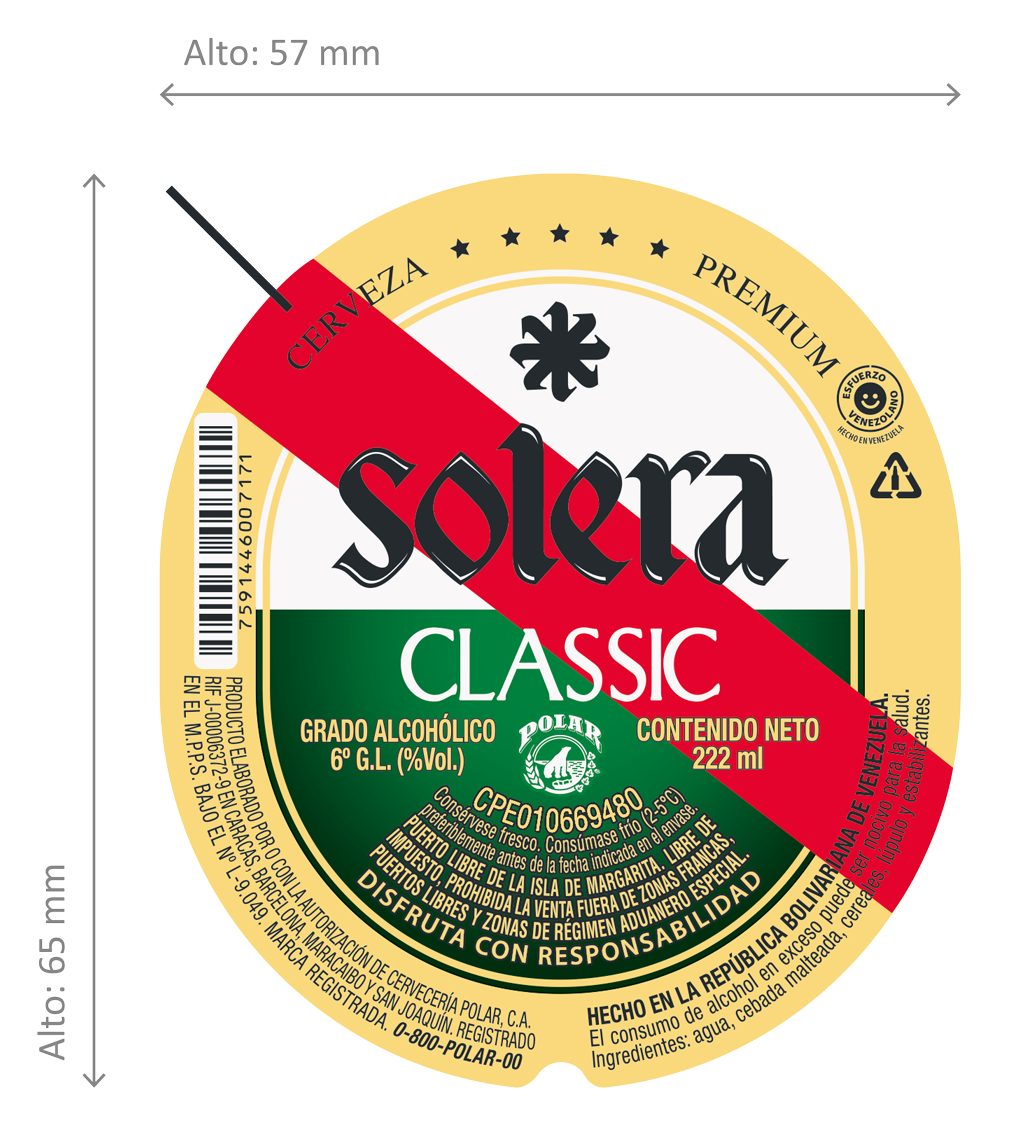 Alto: 57 mm
Alto: 65 mm
CERVEZA ★ ★ ★ ★ ★ PREMIUM
ESFUERZO
VENEZOLANO
HECHO EN VENEZUELA
7591446007171
solera
CLASSIC
GRADO ALCOHÓLICO
6º G.L. (%Vol.)
POLAR
CONTENIDO NETO
222 ml
CPE010669480
Consérvese fresco. Consúmase frío (2-5°C)
preferiblemente antes de la fecha indicada en el envase.
PUERTO LIBRE DE LA ISLA DE MARGARITA. LIBRE DE
IMPUESTO, PROHIBIDA LA VENTA FUERA DE ZONAS FRANCAS,
PUERTOS LIBRES Y ZONAS DE RÉGIMEN ADUANERO ESPECIAL.
DISFRUTA CON RESPONSABILIDAD
PRODUCTO ELABORADO POR O CON LA AUTORIZACIÓN DE CERVECERÍA POLAR, C.A.
RIF J-00006372-9 EN CARACAS, BARCELONA, MARACAIBO Y SAN JOAQUÍN. REGISTRADO
EN EL M.P.P.S. BAJO EL Nº L-9.049. MARCA REGISTRADA. 0-800-POLAR-00
HECHO EN LA REPÚBLICA BOLIVARIANA DE VENEZUELA.
El consumo de alcohol en exceso puede ser nocivo para la salud.
Ingredientes: agua, cebada malteada, cereales, lúpulo y estabilizantes.